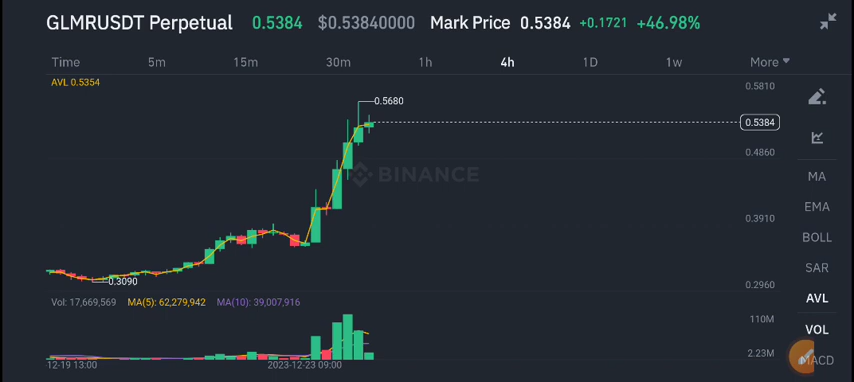 GLMRUSDT Perpetual 0.5384 $0.53840000 Mark Price 0.5384 +0.1721 +46.98%
Time 5m 15m 30m 1h 4h 1D 1w More
AVL 0.5354
0.5810
0.5680
0.5384
0.4860
BINANCE
MA
EMA
0.3910
BOLL
SAR
0.3090
0.2960
AVL
Vol: 17,669,569 MA(5): 62,279,942 MA(10): 39,007,916
110M
VOL
2.23M
MACD
12-19 13:00 2023-12-23 09:00